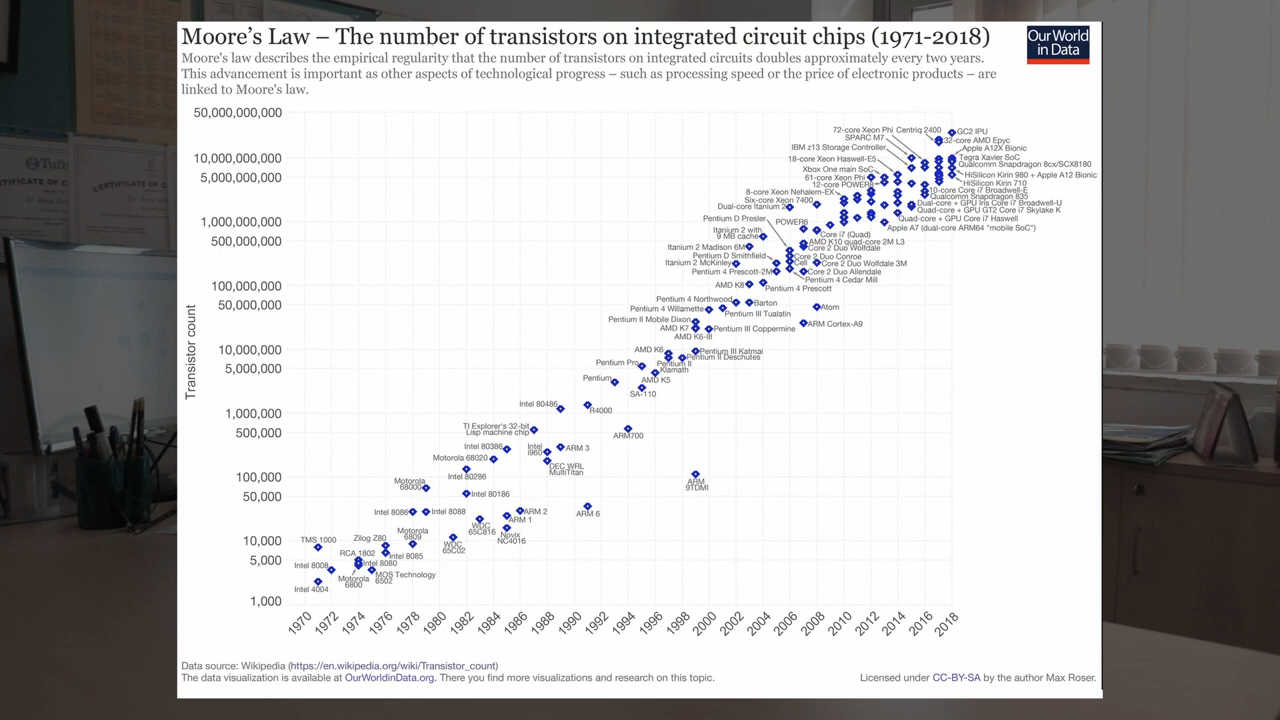 Moore's Law – The number of transistors on integrated circuit chips (1971-2018)
Our World
in Data
Moore's law describes the empirical regularity that the number of transistors on integrated circuits doubles approximately every two years.
This advancement is important as other aspects of technological progress – such as processing speed or the price of electronic products – are
linked to Moore's law.
50,000,000,000
10,000,000,000
5,000,000,000
1,000,000,000
500,000,000
100,000,000
50,000,000
10,000,000
5,000,000
1,000,000
500,000
100,000
50,000
10,000
5,000
1,000
Transistor count
72-core Xeon Phi
Centriq 2400
GC2 IPU
SPARC M7
32-core AMD Epyc
IBM z13 Storage Controller
Apple A12X Bionic
18-core Xeon Haswell-E5
Tegra Xavier SoC
Xbox One main SoC
Qualcomm Snapdragon 8cx/SCX8180
61-core Xeon Phi
HiSilicon Kirin 980 + Apple A12 Bionic
12-core POWER8
HiSilicon Kirin 710
8-core Xeon Nehalem-EX
10-core Core i7 Broadwell-E
Six-core Xeon 7400
Qualcomm Snapdragon 835
Dual-core Itanium 2
Dual-core + GPU Iris Core i7 Broadwell-U
Quad-core + GPU GT2 Core i7 Skylake K
Pentium D Presler
POWER6
Quad-core + GPU Core i7 Haswell
Apple A7 (dual-core ARM64 "mobile SoC")
Itanium 2 with
9 MB cache
Core i7 (Quad)
AMD K10 quad-core 2M L3
Itanium 2 Madison 6M
Core 2 Duo Wolfdale
Pentium D Smithfield
Core 2 Duo Conroe
Itanium 2 McKinley
Cell
Core 2 Duo Wolfdale 3M
Pentium 4 Prescott-2M
Core 2 Duo Allendale
Pentium 4 Cedar Mill
AMD K8
Pentium 4 Prescott
Pentium 4 Northwood
Barton
Atom
Pentium 4 Willamette
Pentium III Tualatin
Pentium II Mobile Dixon
AMD K7
Pentium III Coppermine
ARM Cortex-A9
AMD K6-III
AMD K6
Pentium III Katmai
Pentium II Deschutes
Pentium Pro
Pentium II
Klamath
Pentium
AMD K5
SA-110
Intel 80486
R4000
TI Explorer's 32-bit
Lisp machine chip
ARM700
Intel 80386
Intel
i960
ARM 3
Motorola 68020
DEC WRL
MultiTitan
Intel 80286
ARM
9TDMI
Motorola
68000
Intel 80186
Intel 8086
Intel 8088
ARM 2
ARM 6
ARM 1
WDC
65C816
Novix
NC4016
Motorola
6809
WDC
65C02
TMS 1000
Zilog Z80
RCA 1802
Intel 8085
Intel 8008
Intel 8080
MOS Technology
6502
Motorola
6800
Intel 4004
1970 1972 1974 1976 1978 1980 1982 1984 1986 1988 1990 1992 1994 1996 1998 2000 2002 2004 2006 2008 2010 2012 2014 2016 2018
Data source: Wikipedia (https://en.wikipedia.org/wiki/Transistor_count)
The data visualization is available at OurWorldinData.org. There you find more visualizations and research on this topic.
Licensed under CC-BY-SA by the author Max Roser.
Tufts